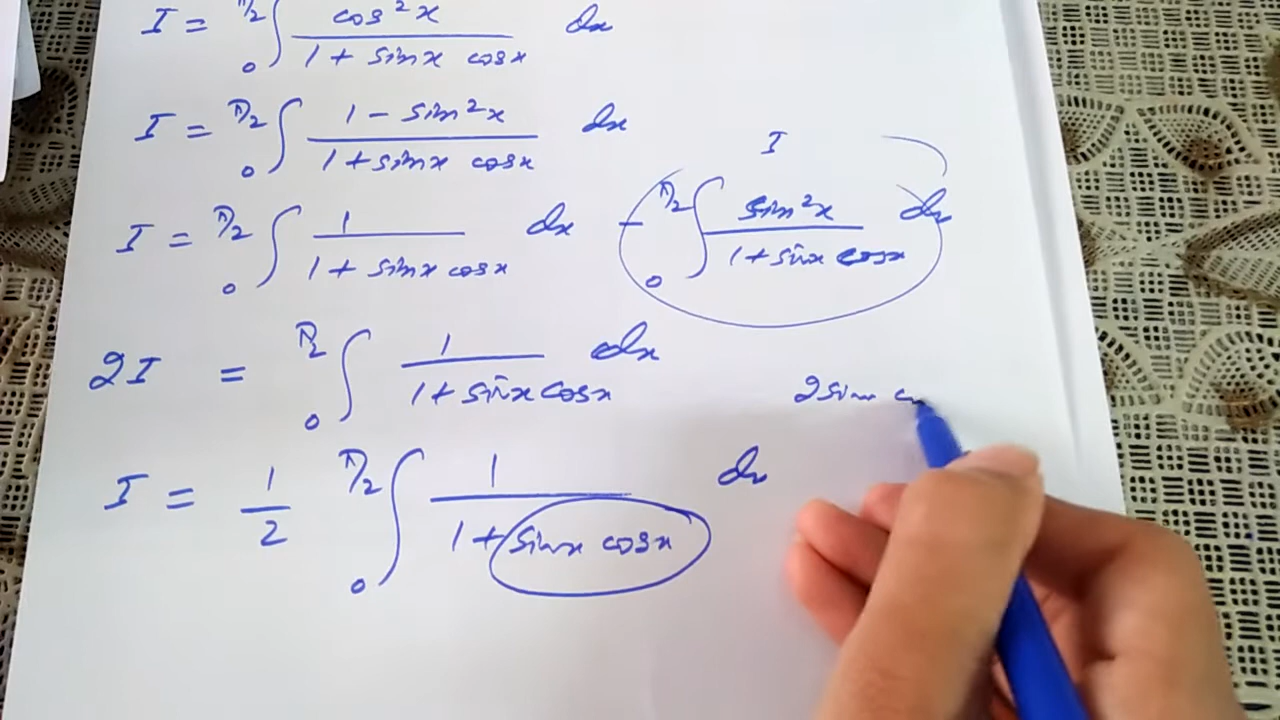 I = π/2 ∫ 0 cos²x / 1 + sinx cosx dx
I = π/2 ∫ 0 1 - sin²x / 1 + sinx cosx dx
I
I = π/2 ∫ 0 1 / 1 + sinx cosx dx - π/2 ∫ 0 sin²x / 1 + sinx cosx dx
2I = π/2 ∫ 0 1 / 1 + sinx cosx dx
2sin
I = 1/2 π/2 ∫ 0 1 / 1 + sinx cosx dx